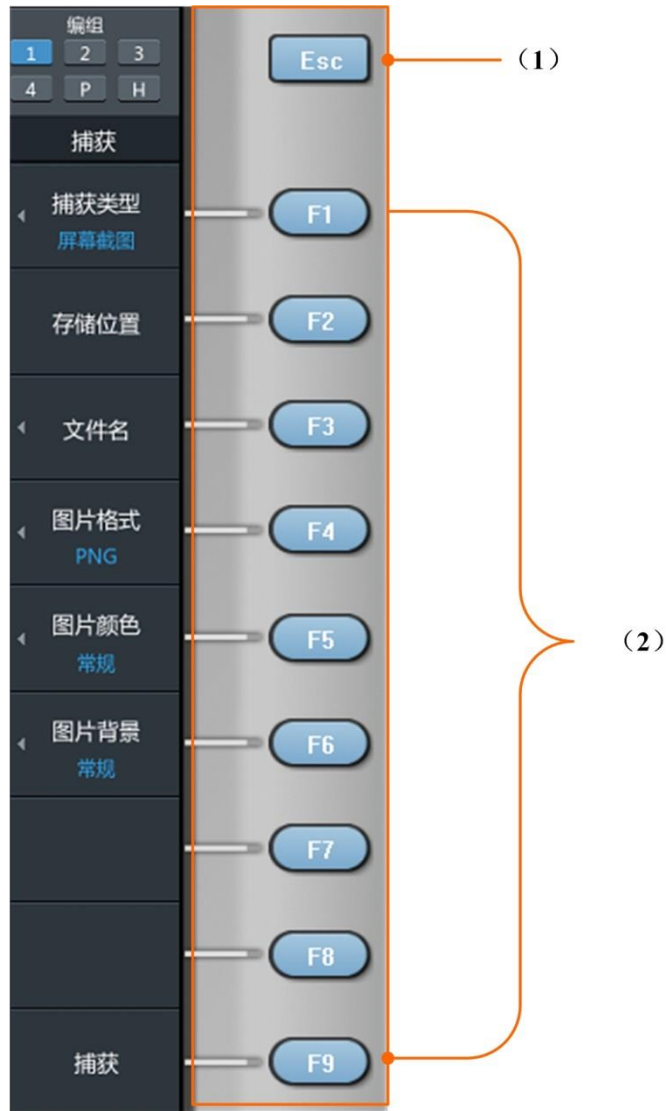 编组
1 2 3
4 P H
捕获
捕获类型
屏幕截图
存储位置
文件名
图片格式
PNG
图片颜色
常规
图片背景
常规
捕获
Esc
F1
F2
F3
F4
F5
F6
F7
F8
F9
（1）
（2）